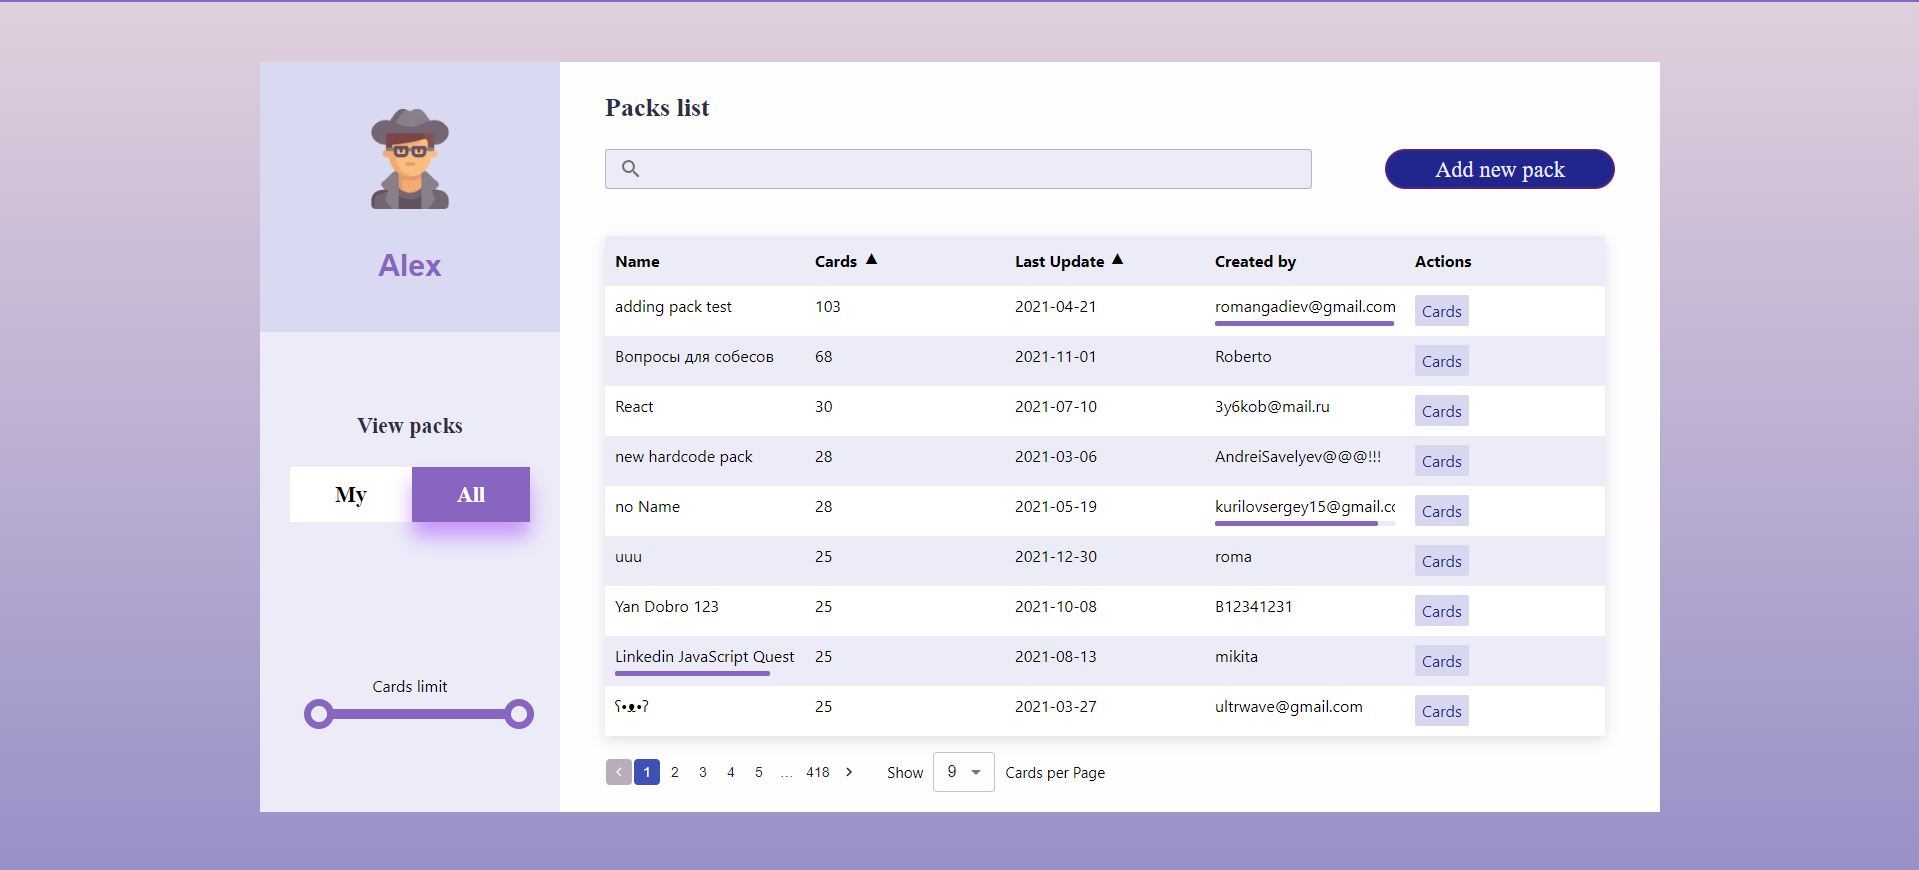 Alex
View packs
My All
Cards limit
Packs list
Add new pack
Name Cards ▲ Last Update ▲ Created by Actions
adding pack test 103 2021-04-21 romangadiev@gmail.com Cards
Вопросы для собесов 68 2021-11-01 Roberto Cards
React 30 2021-07-10 3y6kob@mail.ru Cards
new hardcode pack 28 2021-03-06 AndreiSavelyev@@@!!! Cards
no Name 28 2021-05-19 kurilovsergey15@gmail.cc Cards
uuu 25 2021-12-30 roma Cards
Yan Dobro 123 25 2021-10-08 B12341231 Cards
Linkedin JavaScript Quest 25 2021-08-13 mikita Cards
ʕ•ᴥ•ʔ 25 2021-03-27 ultrwave@gmail.com Cards
1 2 3 4 5 … 418 Show 9 Cards per Page